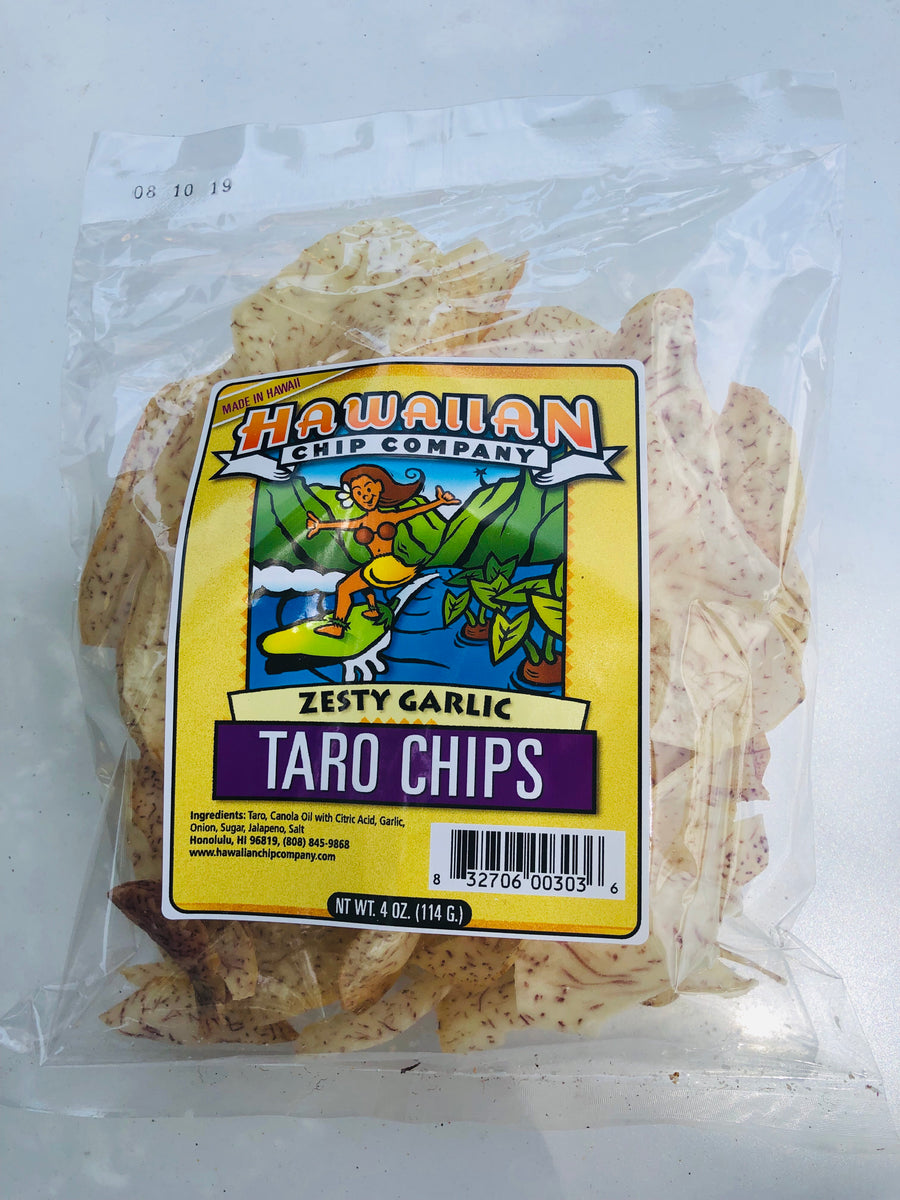 08 10 19
MADE IN HAWAII
HAWAIIAN
CHIP COMPANY
ZESTY GARLIC
TARO CHIPS
Ingredients: Taro, Canola Oil with Citric Acid, Garlic,
Onion, Sugar, Jalapeno, Salt
Honolulu, HI 96819, (808) 845-9868
www.hawaiianchipcompany.com
8 32706 00303 6
NT WT. 4 OZ. (114 G.)